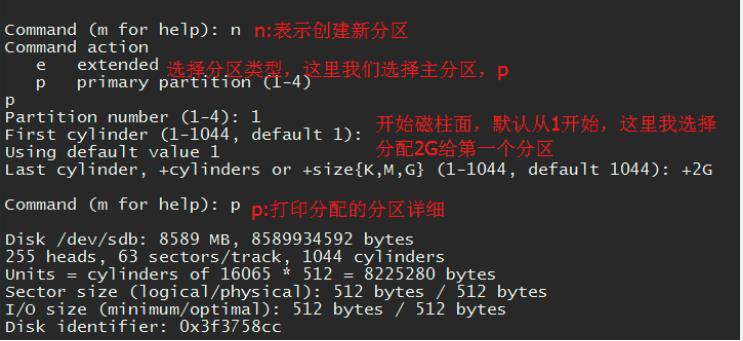 Command (m for help): n n:表示创建新分区
Command action
e extended
选择分区类型，这里我们选择主分区，p
p primary partition (1-4)
p
Partition number (1-4): 1
First cylinder (1-1044, default 1): 开始磁柱面，默认从1开始，这里我选择
Using default value 1 分配2G给第一个分区
Last cylinder, +cylinders or +size{K,M,G} (1-1044, default 1044): +2G
Command (m for help): p p:打印分配的分区详细
Disk /dev/sdb: 8589 MB, 8589934592 bytes
255 heads, 63 sectors/track, 1044 cylinders
Units = cylinders of 16065 * 512 = 8225280 bytes
Sector size (logical/physical): 512 bytes / 512 bytes
I/O size (minimum/optimal): 512 bytes / 512 bytes
Disk identifier: 0x3f3758cc